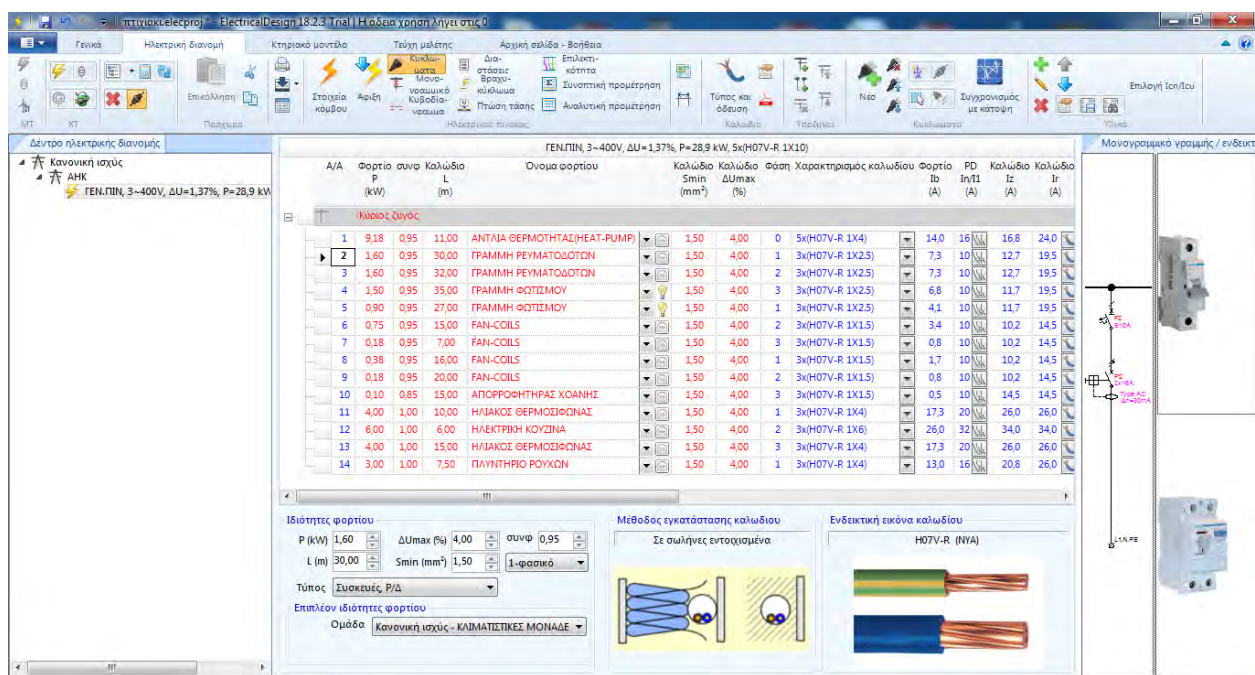 πτιχιακι.elecproj * - ElectricalDesign 18.2.3 Trial | Η άδεια χρήση λήγει στις 0
Γενικά Ηλεκτρική διανομή Κτηριακό μοντέλο Τεύχη μελέτης Αρχική σελίδα - Βοήθεια
Επικόλληση
Στοιχεία κόμβου
Αφιξη
Κυκλώ-ματα
Μονο-γραμμικό
Κυβοδιά-γραμμα
Δια-στάσεις
Βραχυ-κύκλωμα
Πτώση τάσης
Επιλεκτι-κότητα
Συνοπτική προμέτρηση
Αναλυτική προμέτρηση
Τύπος και όδευση
Νέο
Συγχρονισμός με κάτοψη
Επιλογή Icn/Icu
ΜΤ ΧΤ Πρόχειρο Ηλεκτρικοί πίνακες Καλώδιο Υποζυγοί Κυκλώματα Υλικά
Δέντρο ηλεκτρικής διανομής
Κανονική ισχύς
ΑΗΚ
ΓΕΝ.ΠΙΝ, 3~400V, ΔU=1,37%, P=28,9 kW
ΓΕΝ.ΠΙΝ, 3~400V, ΔU=1,37%, P=28,9 kW, 5x(H07V-R 1X10)
Μονογραμμικό γραμμής / ενδεικτ
Α/Α Φορτίο συνφ Καλώδιο Όνομα φορτίου Καλώδιο Καλώδιο Φάση Χαρακτηρισμός καλωδίου Φορτίο PD Καλώδιο Καλώδιο
P L Smin ΔUmax Ib In/I1 Iz Ir
(kW) (m) (mm²) (%) (A) (A) (A) (A)
Κύριος ζυγός
1 9,18 0,95 11,00 ΑΝΤΛΙΑ ΘΕΡΜΟΤΗΤΑΣ(HEAT-PUMP) 1,50 4,00 0 5x(H07V-R 1X4) 14,0 16 16,8 24,0
2 1,60 0,95 30,00 ΓΡΑΜΜΗ ΡΕΥΜΑΤΟΔΟΤΩΝ 1,50 4,00 1 3x(H07V-R 1X2.5) 7,3 10 12,7 19,5
3 1,60 0,95 32,00 ΓΡΑΜΜΗ ΡΕΥΜΑΤΟΔΟΤΩΝ 1,50 4,00 2 3x(H07V-R 1X2.5) 7,3 10 12,7 19,5
4 1,50 0,95 35,00 ΓΡΑΜΜΗ ΦΩΤΙΣΜΟΥ 1,50 4,00 3 3x(H07V-R 1X2.5) 6,8 10 11,7 19,5
5 0,90 0,95 27,00 ΓΡΑΜΜΗ ΦΩΤΙΣΜΟΥ 1,50 4,00 1 3x(H07V-R 1X2.5) 4,1 10 11,7 19,5
6 0,75 0,95 15,00 FAN-COILS 1,50 4,00 2 3x(H07V-R 1X1.5) 3,4 10 10,2 14,5
7 0,18 0,95 7,00 FAN-COILS 1,50 4,00 3 3x(H07V-R 1X1.5) 0,8 10 10,2 14,5
8 0,38 0,95 16,00 FAN-COILS 1,50 4,00 1 3x(H07V-R 1X1.5) 1,7 10 10,2 14,5
9 0,18 0,95 20,00 FAN-COILS 1,50 4,00 2 3x(H07V-R 1X1.5) 0,8 10 10,2 14,5
10 0,10 0,85 15,00 ΑΠΟΡΡΟΦΗΤΗΡΑΣ ΧΟΑΝΗΣ 1,50 4,00 3 3x(H07V-R 1X1.5) 0,5 10 14,5 14,5
11 4,00 1,00 10,00 ΗΛΙΑΚΟΣ ΘΕΡΜΟΣΙΦΩΝΑΣ 1,50 4,00 1 3x(H07V-R 1X4) 17,3 20 26,0 26,0
12 6,00 1,00 6,00 ΗΛΕΚΤΡΙΚΗ ΚΟΥΖΙΝΑ 1,50 4,00 2 3x(H07V-R 1X6) 26,0 32 34,0 34,0
13 4,00 1,00 15,00 ΗΛΙΑΚΟΣ ΘΕΡΜΟΣΙΦΩΝΑΣ 1,50 4,00 3 3x(H07V-R 1X4) 17,3 20 26,0 26,0
14 3,00 1,00 7,50 ΠΛΥΝΤΗΡΙΟ ΡΟΥΧΩΝ 1,50 4,00 1 3x(H07V-R 1X4) 13,0 16 20,8 26,0
L1,N,PE
Ιδιότητες φορτίου
P (kW) 1,60 ΔUmax (%) 4,00 συνφ 0,95
L (m) 30,00 Smin (mm²) 1,50 1-φασικό
Τύπος Συσκευές, Ρ/Δ
Επιπλέον ιδιότητες φορτίου
Ομάδα Κανονική ισχύς - ΚΛΙΜΑΤΙΣΤΙΚΕΣ ΜΟΝΑΔΕ
Μέθοδος εγκατάστασης καλωδιου
Σε σωλήνες εντοιχισμένα
Ενδεικτική εικόνα καλωδίου
H07V-R (NYA)